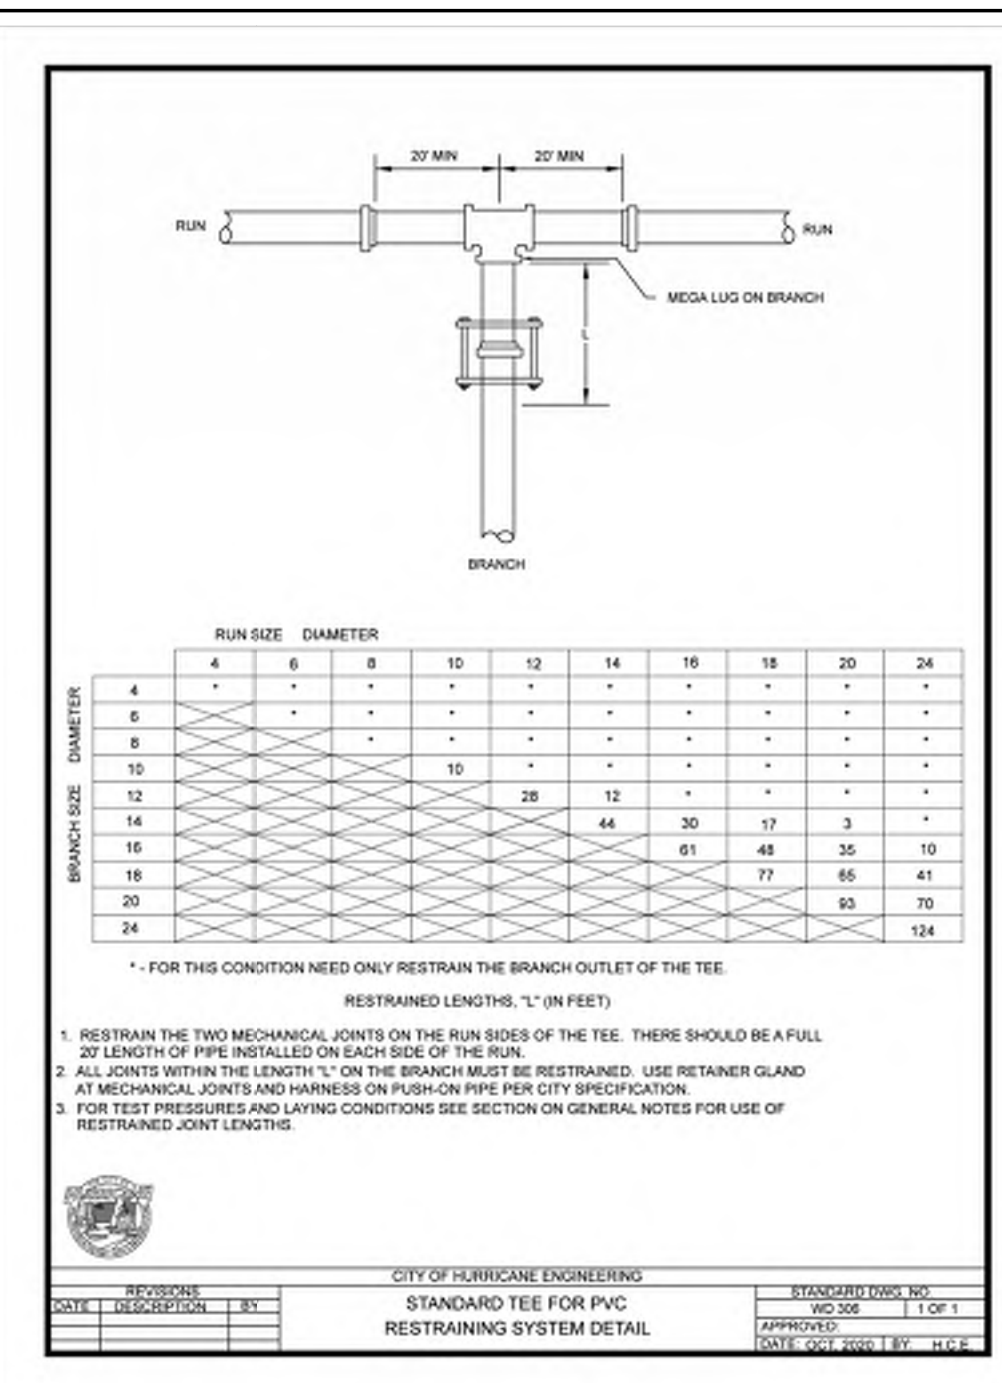 20' MIN 20' MIN
RUN RUN
MEGA LUG ON BRANCH
L
BRANCH
RUN SIZE DIAMETER
4 6 8 10 12 14 16 18 20 24
BRANCH SIZE DIAMETER
4 * * * * * * * * * *
6 * * * * * * * * *
8 * * * * * * * *
10 10 * * * * * *
12 28 12 * * * *
14 44 30 17 3 *
16 61 48 35 10
18 77 65 41
20 93 70
24 124
* - FOR THIS CONDITION NEED ONLY RESTRAIN THE BRANCH OUTLET OF THE TEE.
RESTRAINED LENGTHS, "L" (IN FEET)
1. RESTRAIN THE TWO MECHANICAL JOINTS ON THE RUN SIDES OF THE TEE. THERE SHOULD BE A FULL
20' LENGTH OF PIPE INSTALLED ON EACH SIDE OF THE RUN.
2. ALL JOINTS WITHIN THE LENGTH "L" ON THE BRANCH MUST BE RESTRAINED. USE RETAINER GLAND
AT MECHANICAL JOINTS AND HARNESS ON PUSH-ON PIPE PER CITY SPECIFICATION.
3. FOR TEST PRESSURES AND LAYING CONDITIONS SEE SECTION ON GENERAL NOTES FOR USE OF
RESTRAINED JOINT LENGTHS.
CITY OF HURRICANE ENGINEERING
REVISIONS
DATE DESCRIPTION BY
STANDARD TEE FOR PVC
RESTRAINING SYSTEM DETAIL
STANDARD DWG. NO.
WD 306 1 OF 1
APPROVED:
DATE: OCT. 2020 BY: H.C.E.